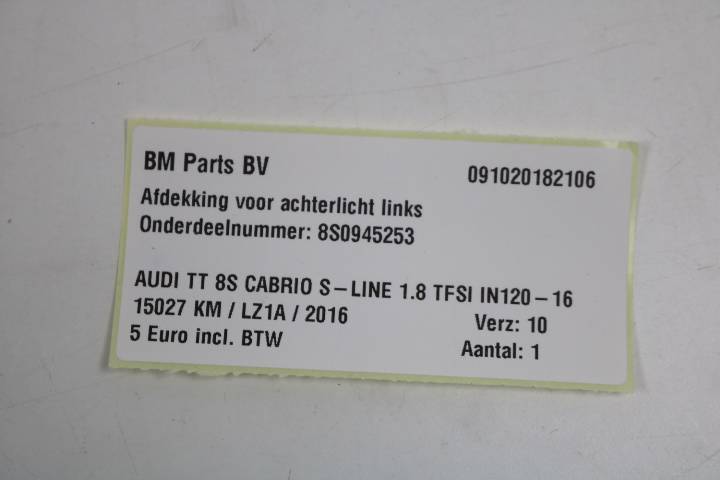 BM Parts BV 091020182106
Afdekking voor achterlicht links
Onderdeelnummer: 8S0945253
AUDI TT 8S CABRIO S-LINE 1.8 TFSI IN120-16
15027 KM / LZ1A / 2016 Verz: 10
5 Euro incl. BTW Aantal: 1